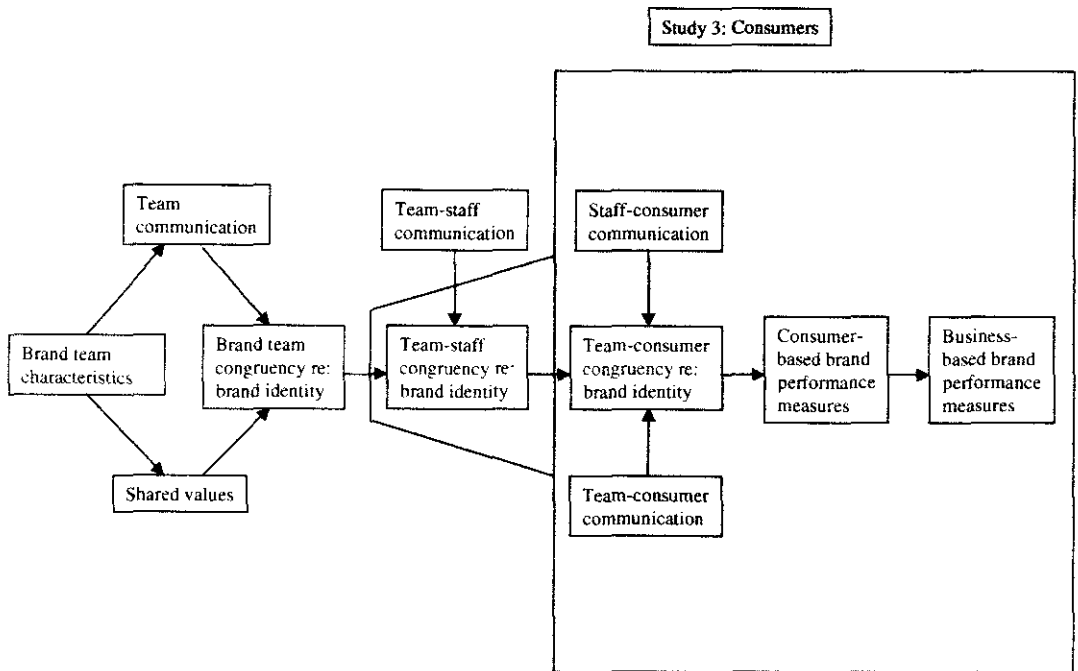 Study 3: Consumers
Team
communication
Team-staff
communication
Staff-consumer
communication
Brand team
characteristics
Brand team
congruency re:
brand identity
Team-staff
congruency re:
brand identity
Team-consumer
congruency re:
brand identity
Consumer-
based brand
performance
measures
Business-
based brand
performance
measures
Shared values
Team-consumer
communication